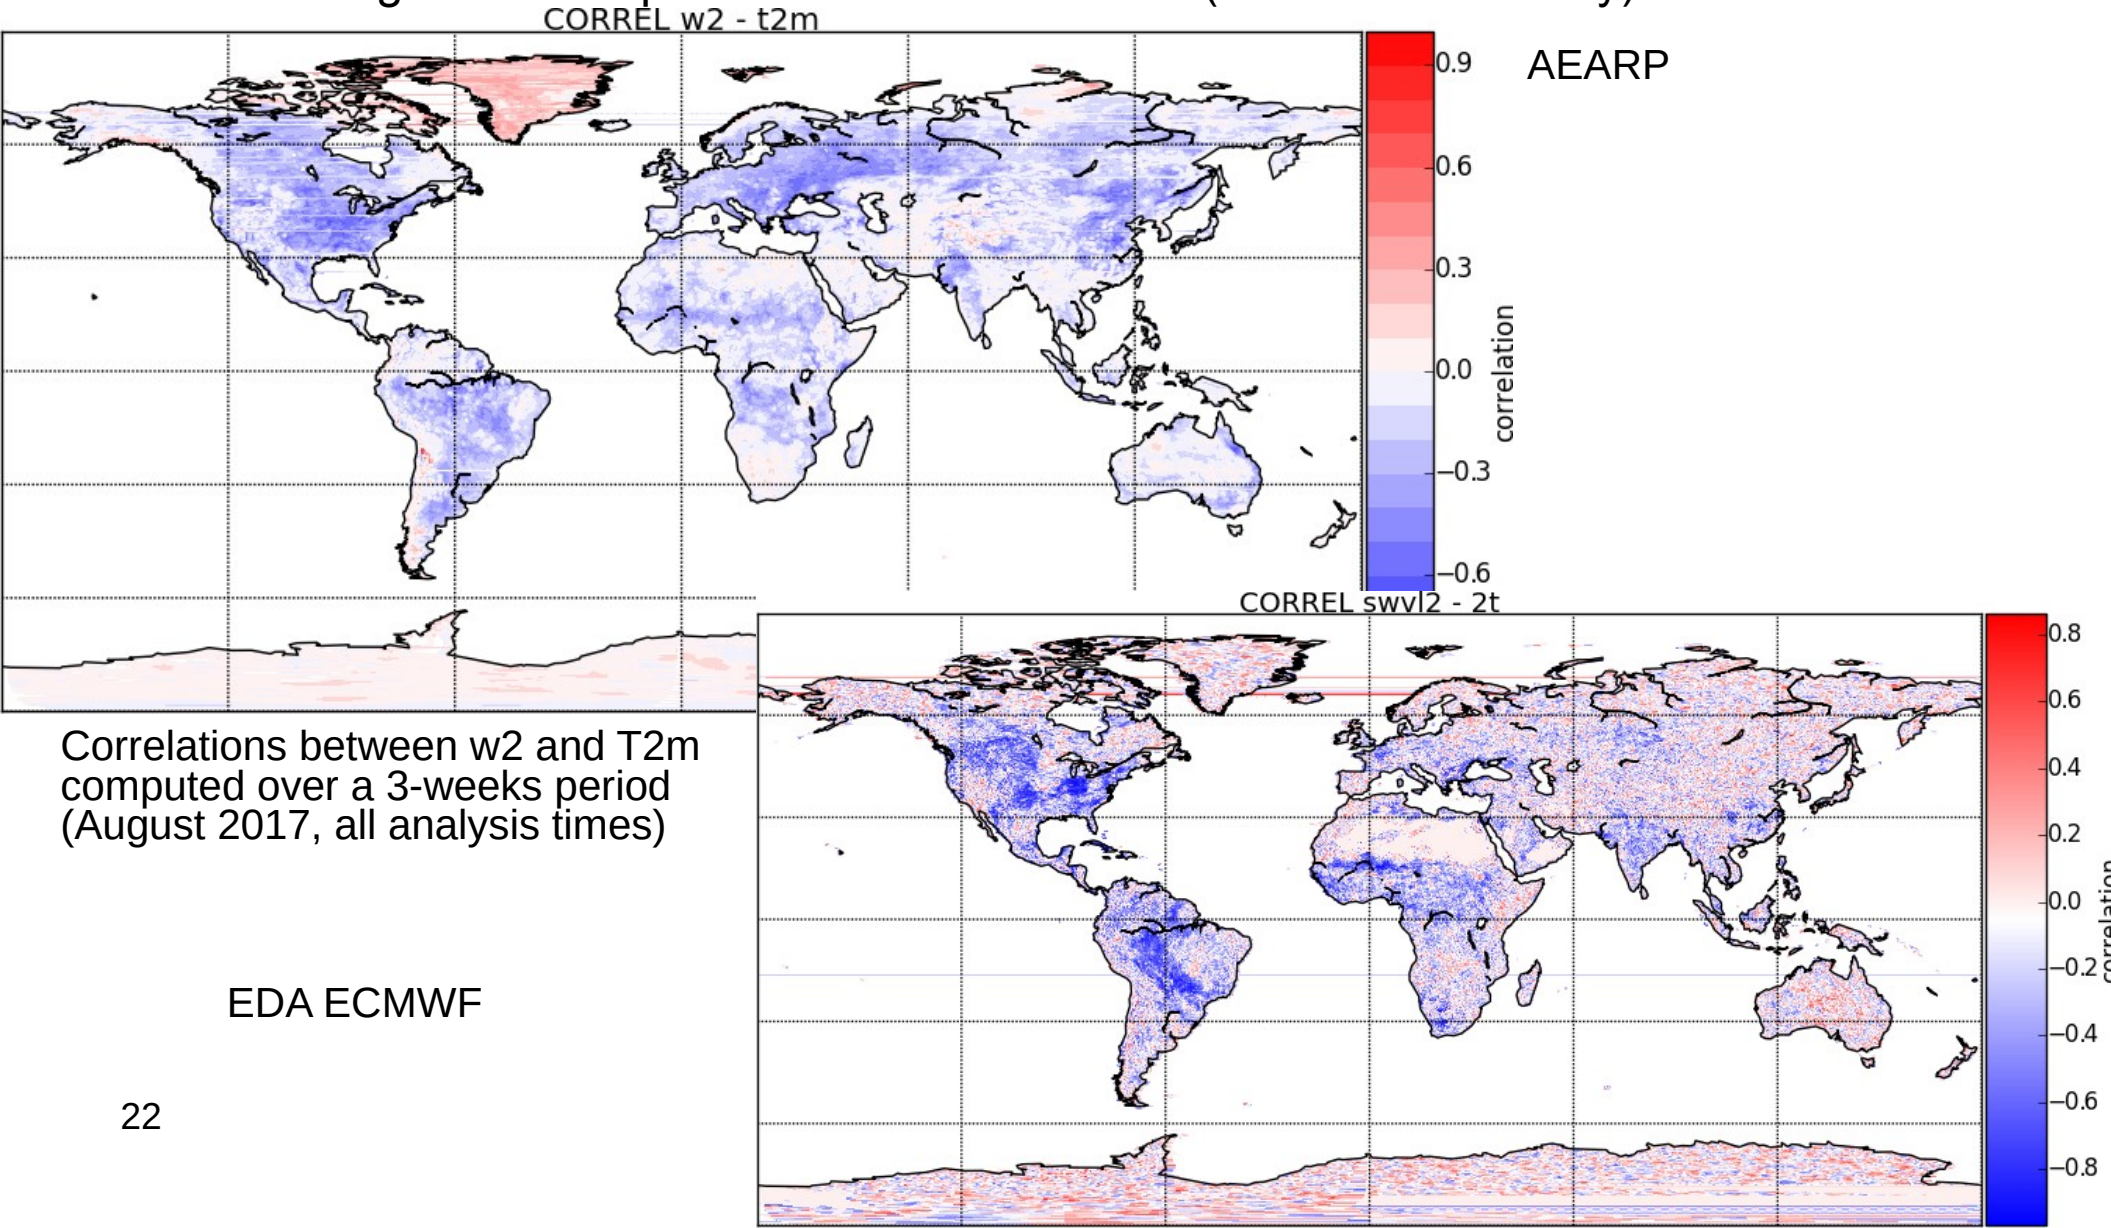 CORREL w2 - t2m
AEARP
0.9
0.6
0.3
0.0
−0.3
−0.6
correlation
CORREL swvl2 - 2t
0.8
0.6
0.4
0.2
0.0
−0.2
−0.4
−0.6
−0.8
correlation
Correlations between w2 and T2m
computed over a 3-weeks period
(August 2017, all analysis times)
EDA ECMWF
22